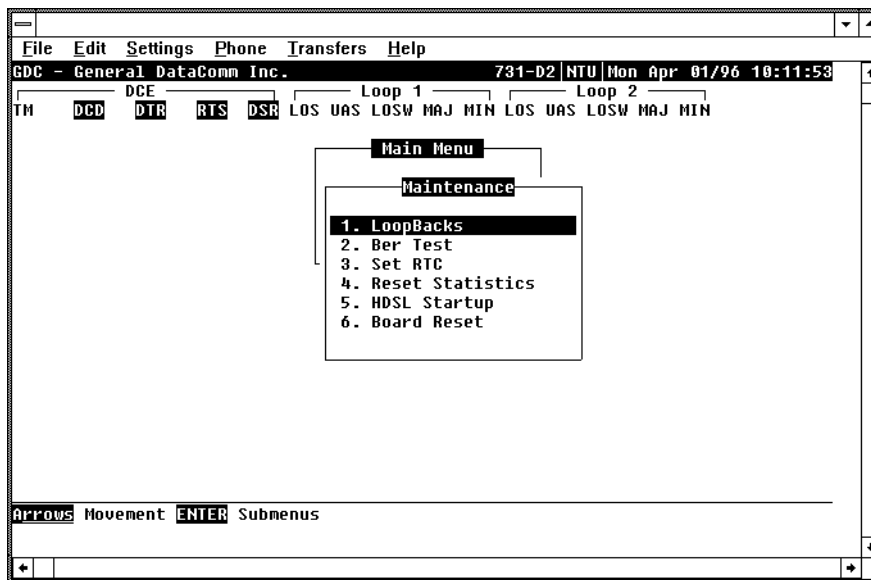 File Edit Settings Phone Transfers Help
GDC - General DataComm Inc. 731-D2 NTU Mon Apr 01/96 10:11:53
DCE Loop 1 Loop 2
TM DCD DTR RTS DSR LOS UAS LOSW MAJ MIN LOS UAS LOSW MAJ MIN
Main Menu
Maintenance
1. LoopBacks
2. Ber Test
3. Set RTC
4. Reset Statistics
5. HDSL Startup
6. Board Reset
Arrows Movement ENTER Submenus